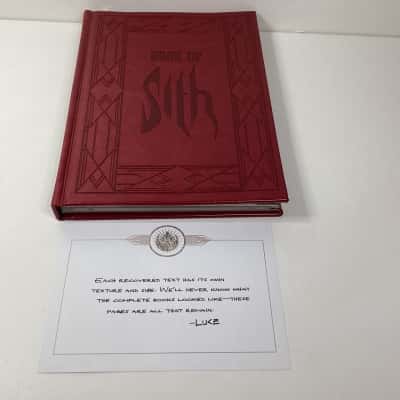 BOOK OF
Sith
Each recovered text has its own
texture and size. We'll never know what
the complete books looked like—these
pages are all that remain.
—Luke